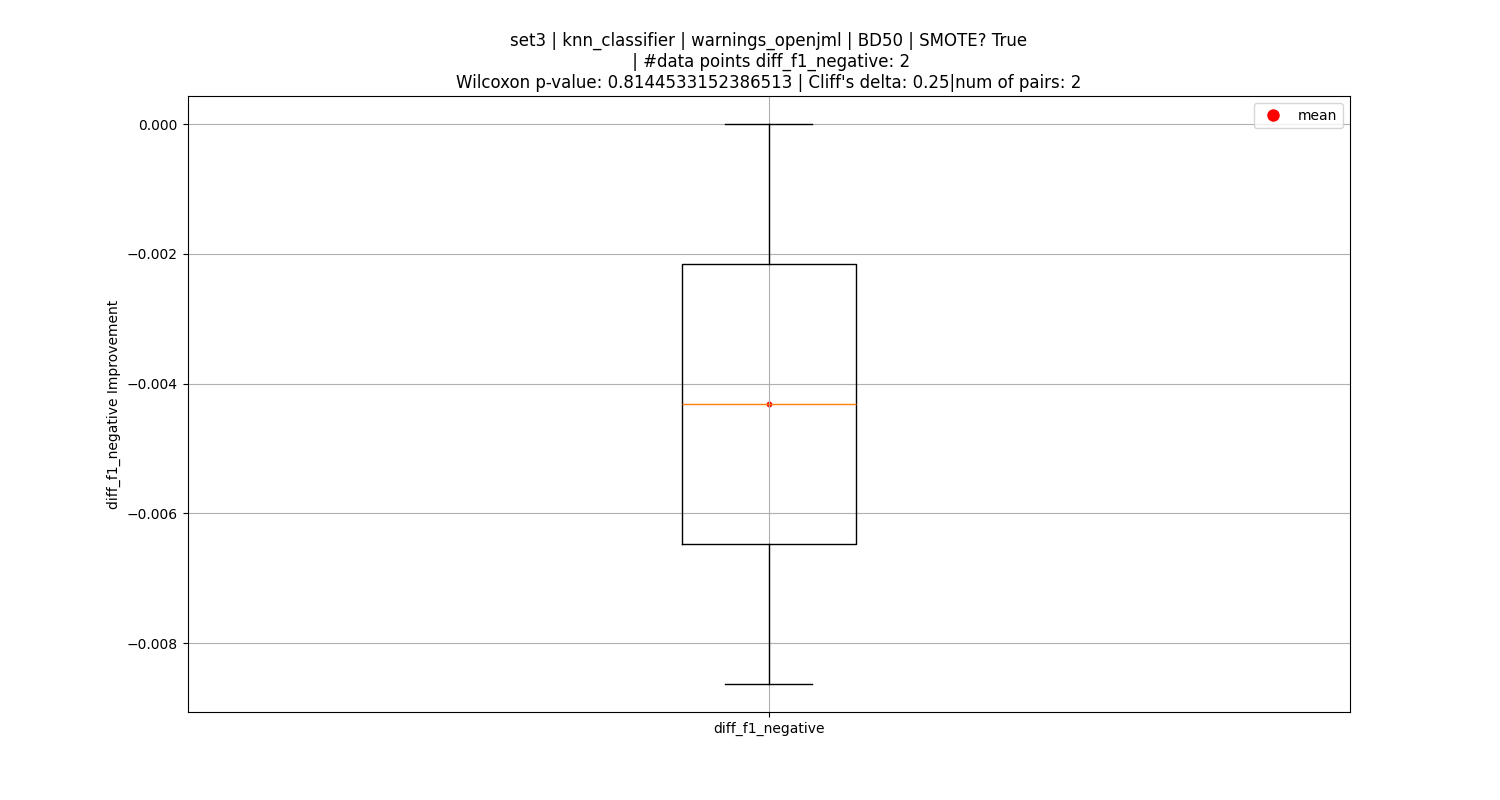 set3 | knn_classifier | warnings_openjml | BD50 | SMOTE? True
| #data points diff_f1_negative: 2
Wilcoxon p-value: 0.8144533152386513 | Cliff's delta: 0.25|num of pairs: 2
mean
0.000
−0.002
−0.004
−0.006
−0.008
diff_f1_negative Improvement
diff_f1_negative